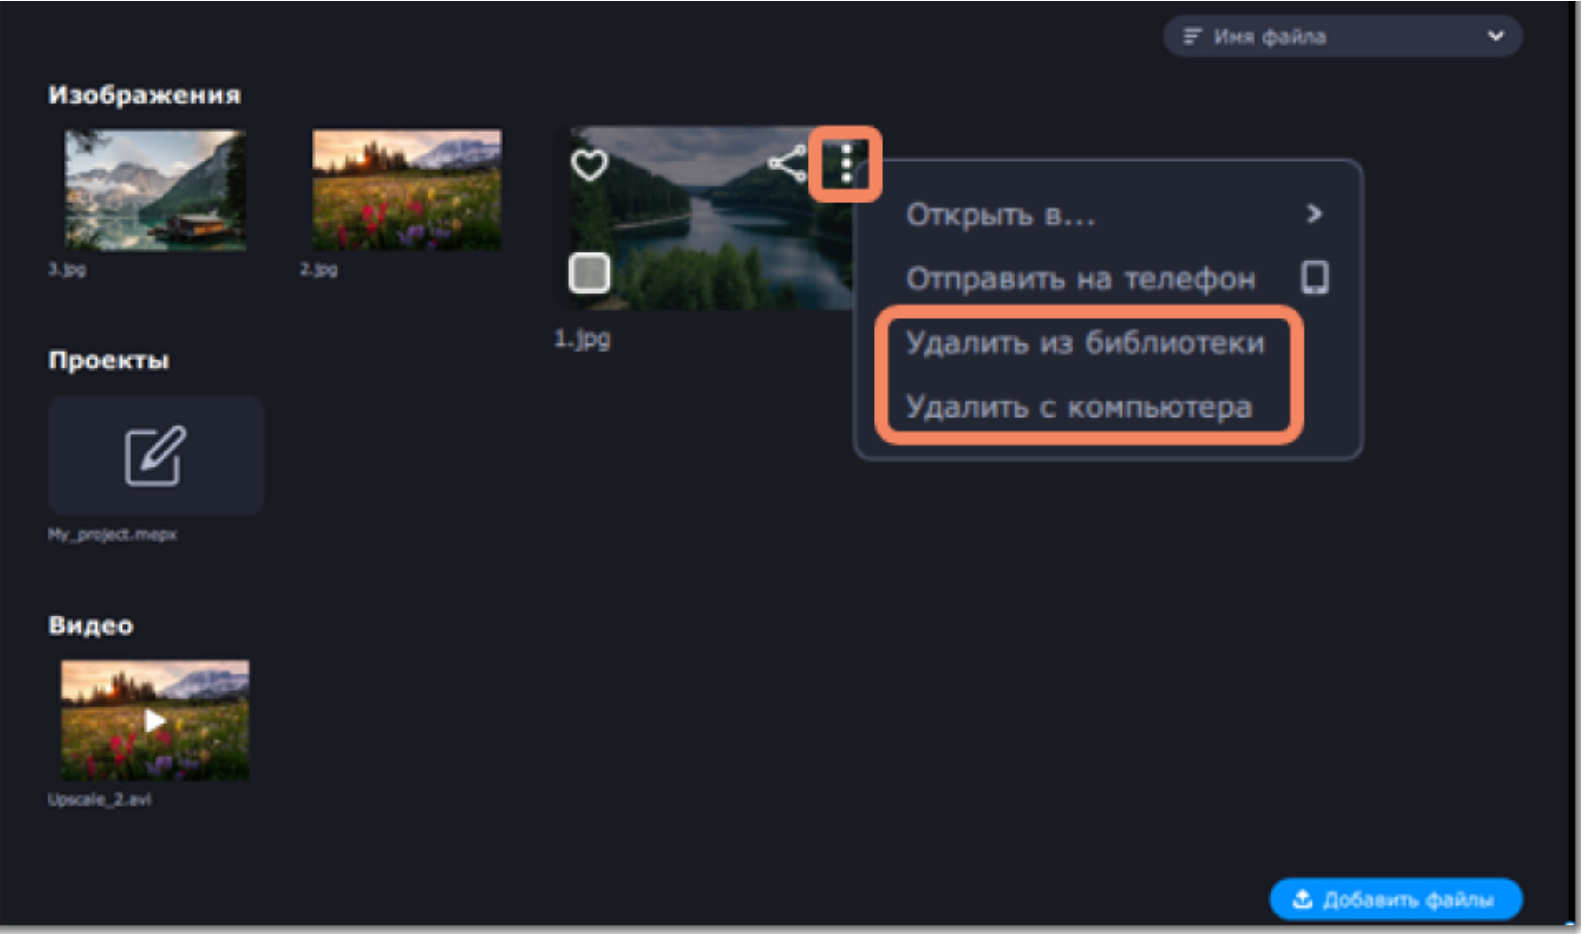 Имя файла
Изображения
3.jpg
2.jpg
1.jpg
Открыть в...
Отправить на телефон
Удалить из библиотеки
Удалить с компьютера
Проекты
My_project.mepx
Видео
Upscale_2.avi
Добавить файлы